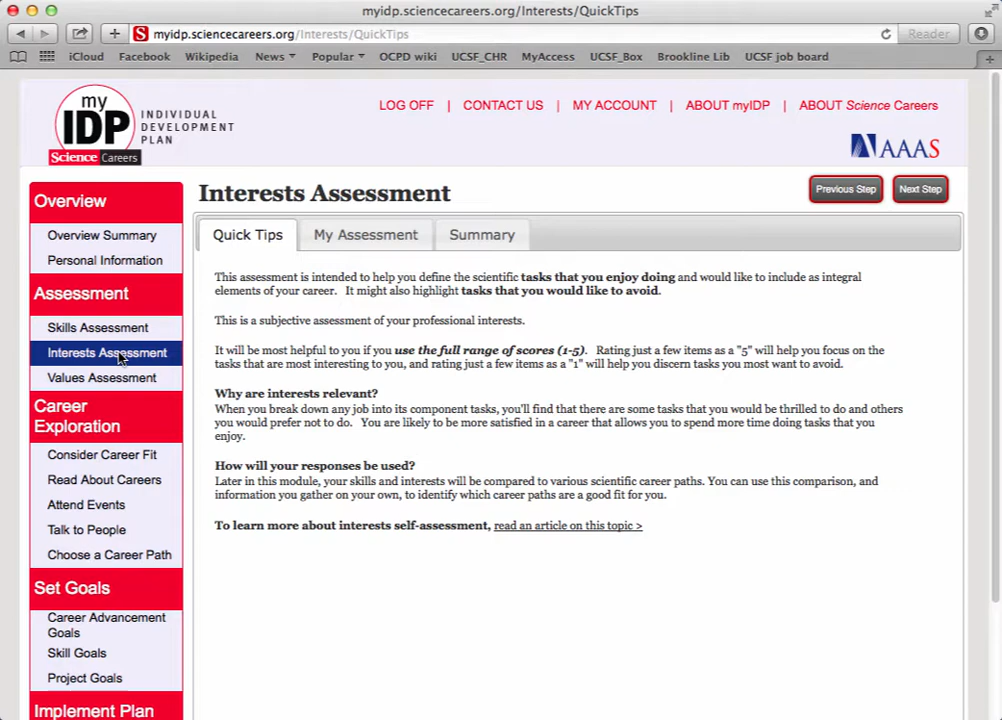 myidp.sciencecareers.org/Interests/QuickTips
S myidp.sciencecareers.org/Interests/QuickTips
Reader
iCloud Facebook Wikipedia News Popular OCPD wiki UCSF_CHR MyAccess UCSF_Box Brookline Lib UCSF job board
my
IDP
INDIVIDUAL
DEVELOPMENT
PLAN
Science Careers
LOG OFF | CONTACT US | MY ACCOUNT | ABOUT myIDP | ABOUT Science Careers
AAAS
Overview
Overview Summary
Personal Information
Assessment
Skills Assessment
Interests Assessment
Values Assessment
Career
Exploration
Consider Career Fit
Read About Careers
Attend Events
Talk to People
Choose a Career Path
Set Goals
Career Advancement
Goals
Skill Goals
Project Goals
Implement Plan
Interests Assessment
Previous Step Next Step
Quick Tips My Assessment Summary
This assessment is intended to help you define the scientific tasks that you enjoy doing and would like to include as integral
elements of your career. It might also highlight tasks that you would like to avoid.
This is a subjective assessment of your professional interests.
It will be most helpful to you if you use the full range of scores (1-5). Rating just a few items as a "5" will help you focus on the
tasks that are most interesting to you, and rating just a few items as a "1" will help you discern tasks you most want to avoid.
Why are interests relevant?
When you break down any job into its component tasks, you'll find that there are some tasks that you would be thrilled to do and others
you would prefer not to do. You are likely to be more satisfied in a career that allows you to spend more time doing tasks that you
enjoy.
How will your responses be used?
Later in this module, your skills and interests will be compared to various scientific career paths. You can use this comparison, and
information you gather on your own, to identify which career paths are a good fit for you.
To learn more about interests self-assessment, read an article on this topic >